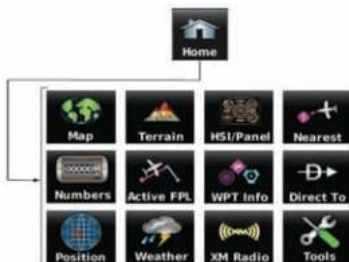 Home
Map
Terrain
HSI/Panel
Nearest
Numbers
Active FPL
WPT Info
Direct To
Position
Weather
XM Radio
Tools